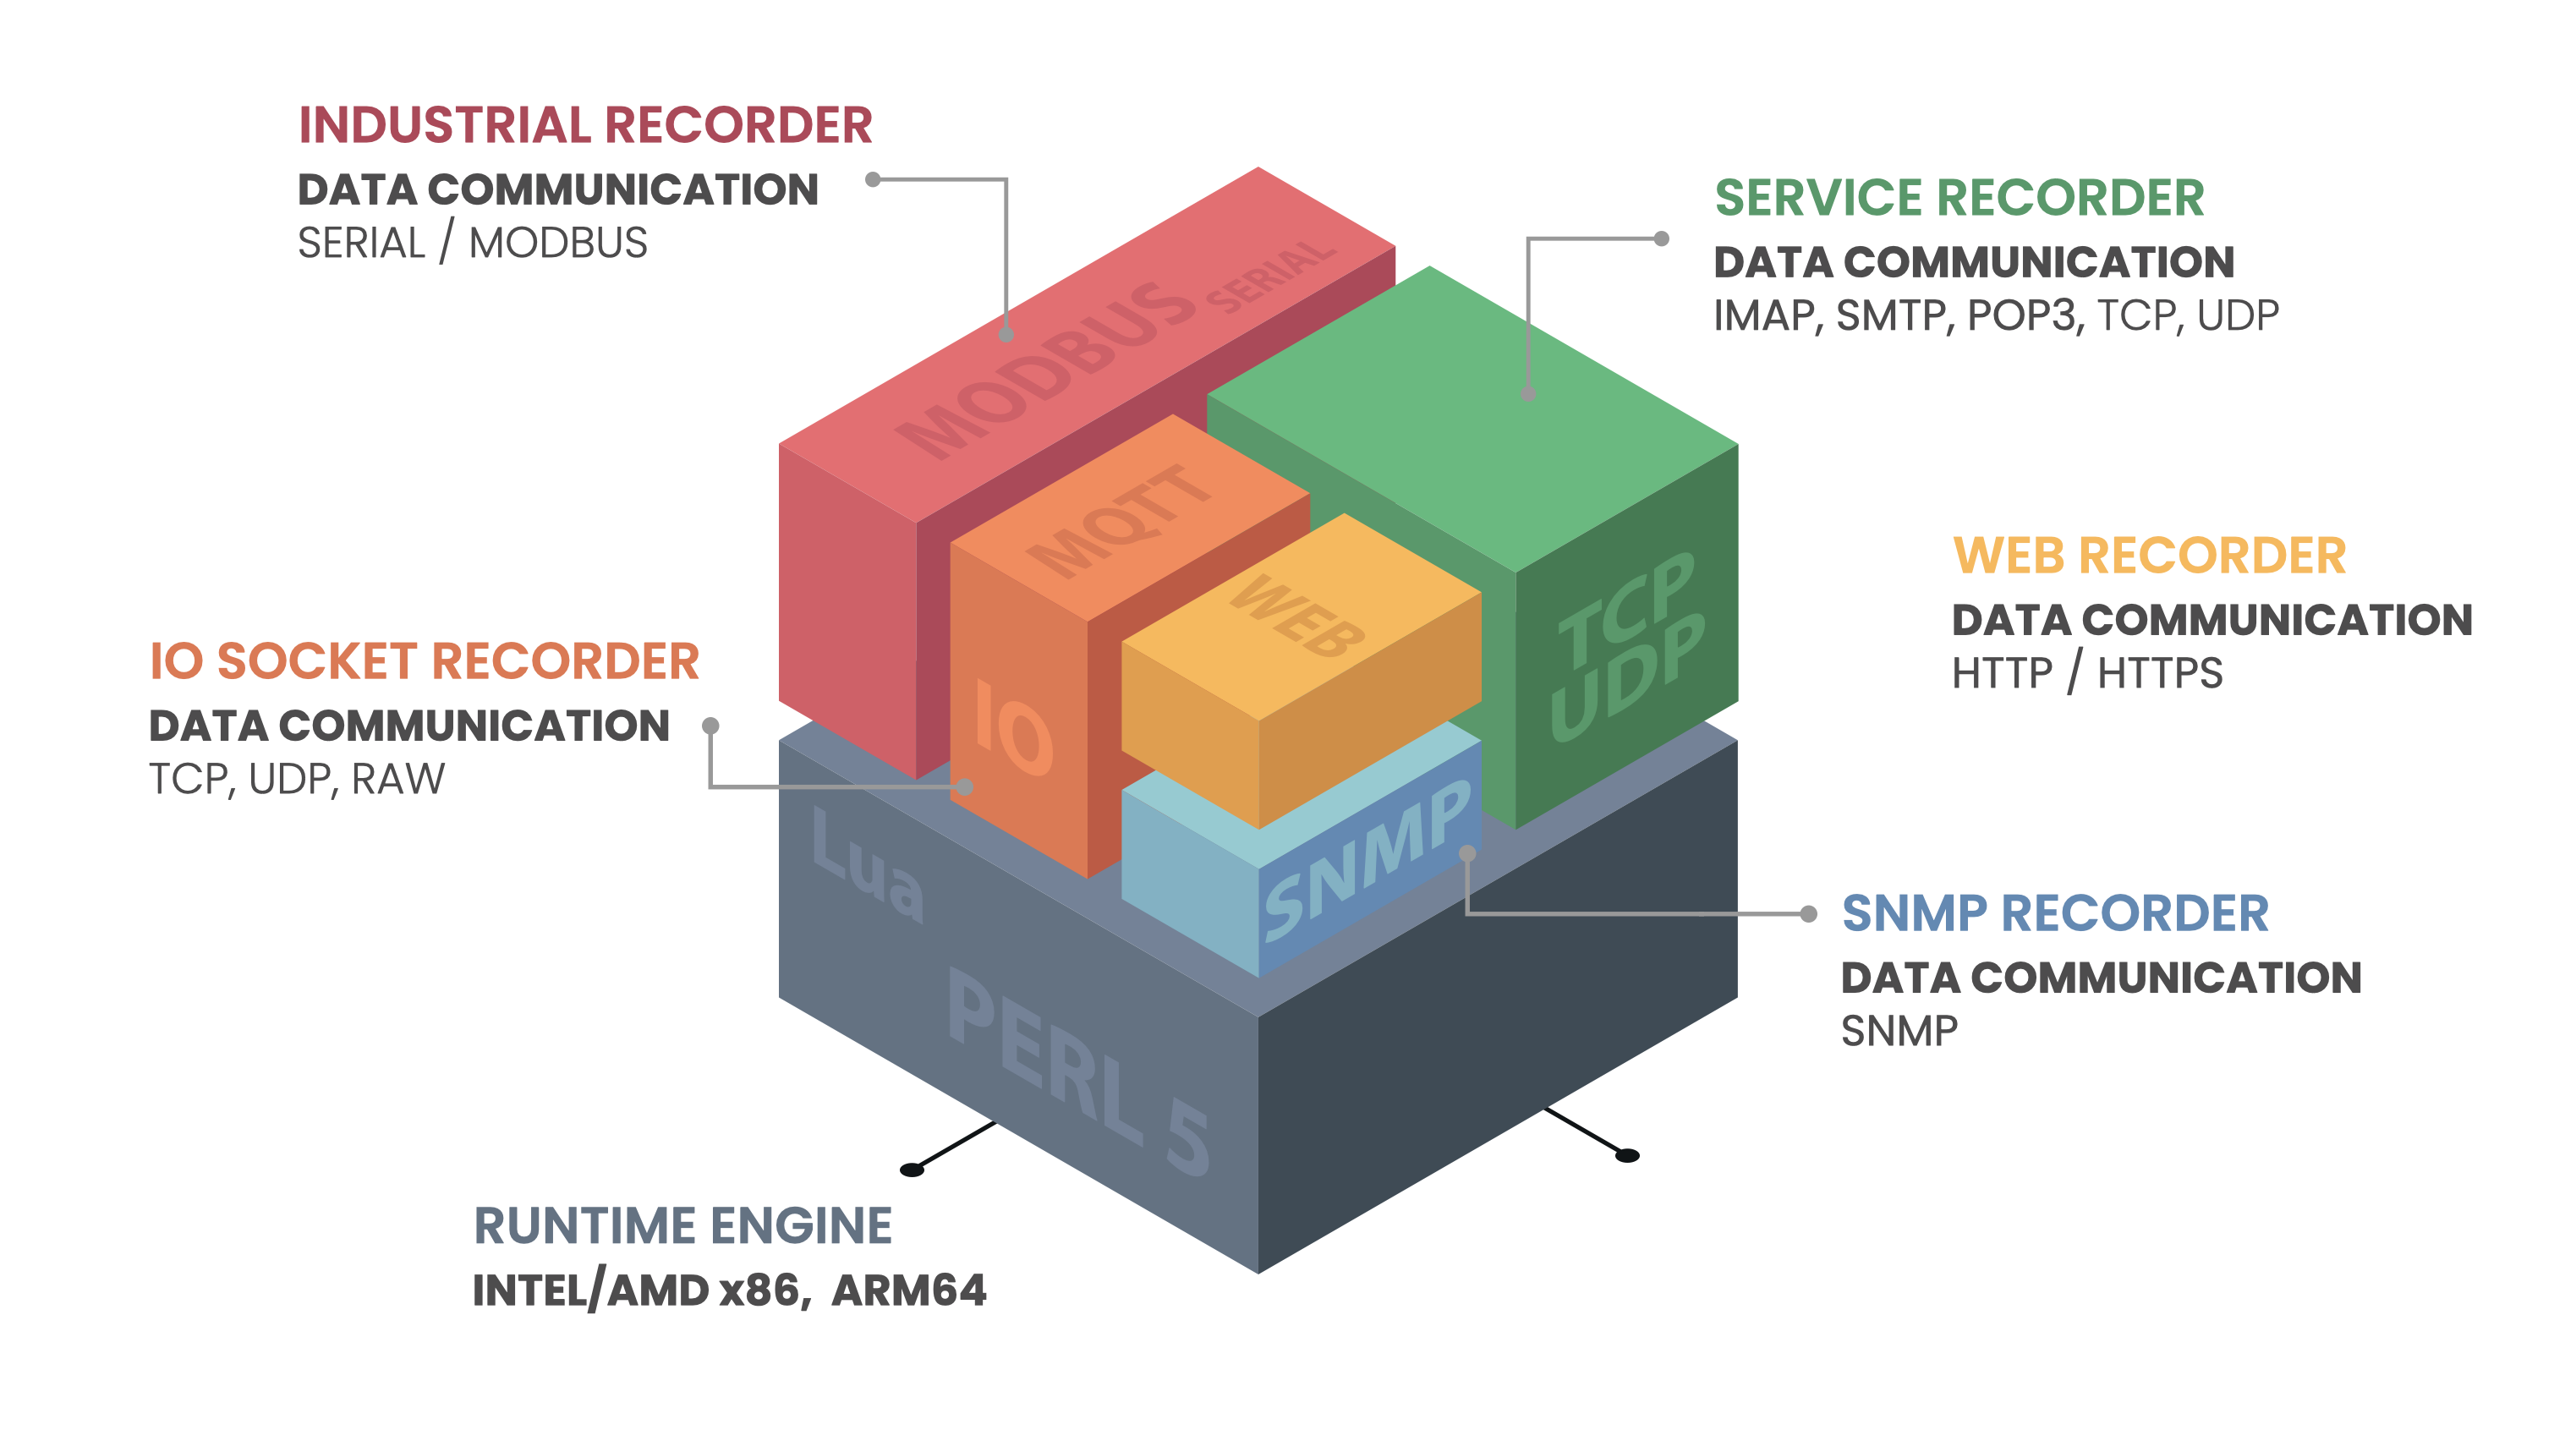 INDUSTRIAL RECORDER
DATA COMMUNICATION
SERIAL / MODBUS
SERVICE RECORDER
DATA COMMUNICATION
IMAP, SMTP, POP3, TCP, UDP
MODBUS SERIAL
MQTT
WEB
IO
TCP
UDP
SNMP
Lua
PERL 5
WEB RECORDER
DATA COMMUNICATION
HTTP / HTTPS
IO SOCKET RECORDER
DATA COMMUNICATION
TCP, UDP, RAW
SNMP RECORDER
DATA COMMUNICATION
SNMP
RUNTIME ENGINE
INTEL/AMD x86, ARM64